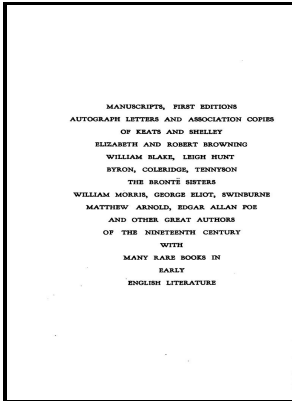 MANUSCRIPTS, FIRST EDITIONS
AUTOGRAPH LETTERS AND ASSOCIATION COPIES
OF KEATS AND SHELLEY
ELIZABETH AND ROBERT BROWNING
WILLIAM BLAKE, LEIGH HUNT
BYRON, COLERIDGE, TENNYSON
THE BRONTË SISTERS
WILLIAM MORRIS, GEORGE ELIOT, SWINBURNE
MATTHEW ARNOLD, EDGAR ALLAN POE
AND OTHER GREAT AUTHORS
OF THE NINETEENTH CENTURY
WITH
MANY RARE BOOKS IN
EARLY
ENGLISH LITERATURE